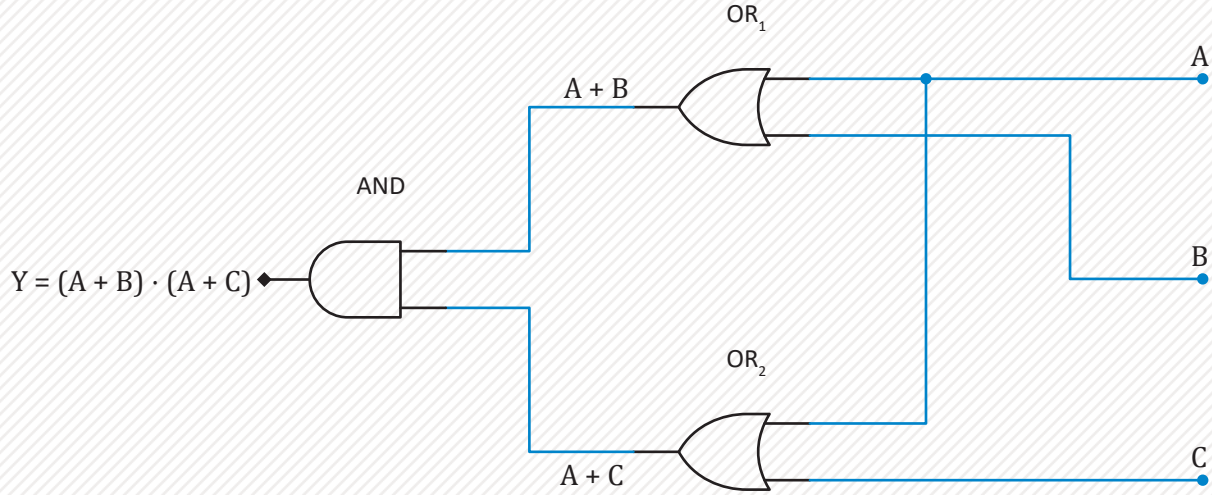 OR₁
A
A + B
B
AND
Y = (A + B) · (A + C)
OR₂
C
A + C